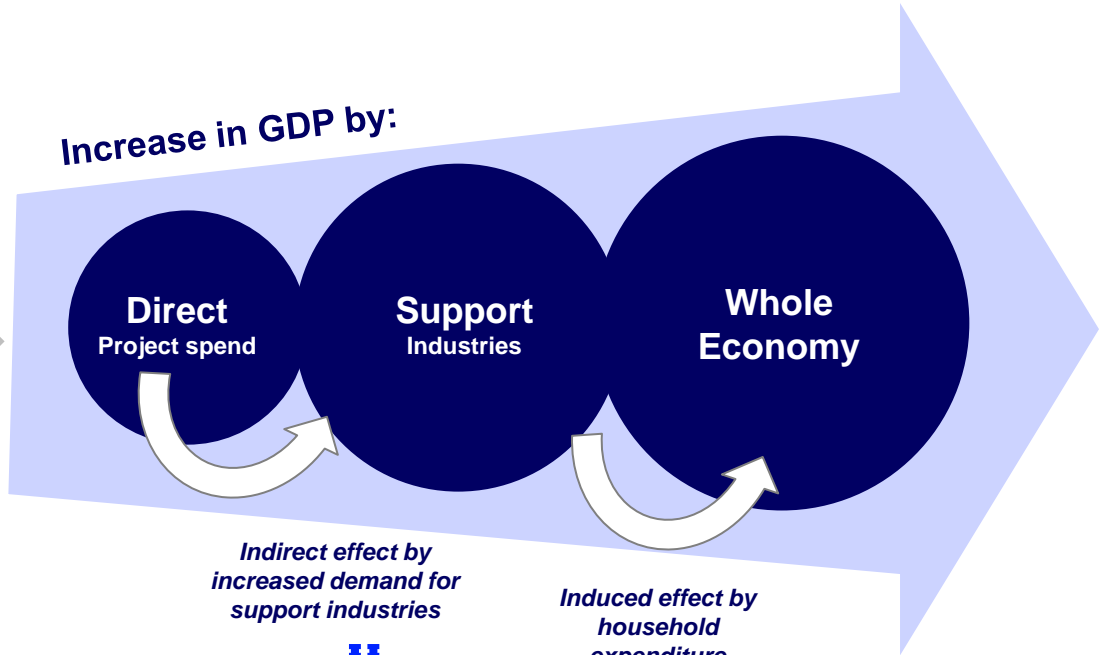 Increase in GDP by:
Direct
Project spend
Support
Industries
Whole
Economy
Indirect effect by
increased demand for
support industries
Induced effect by
household
expenditure